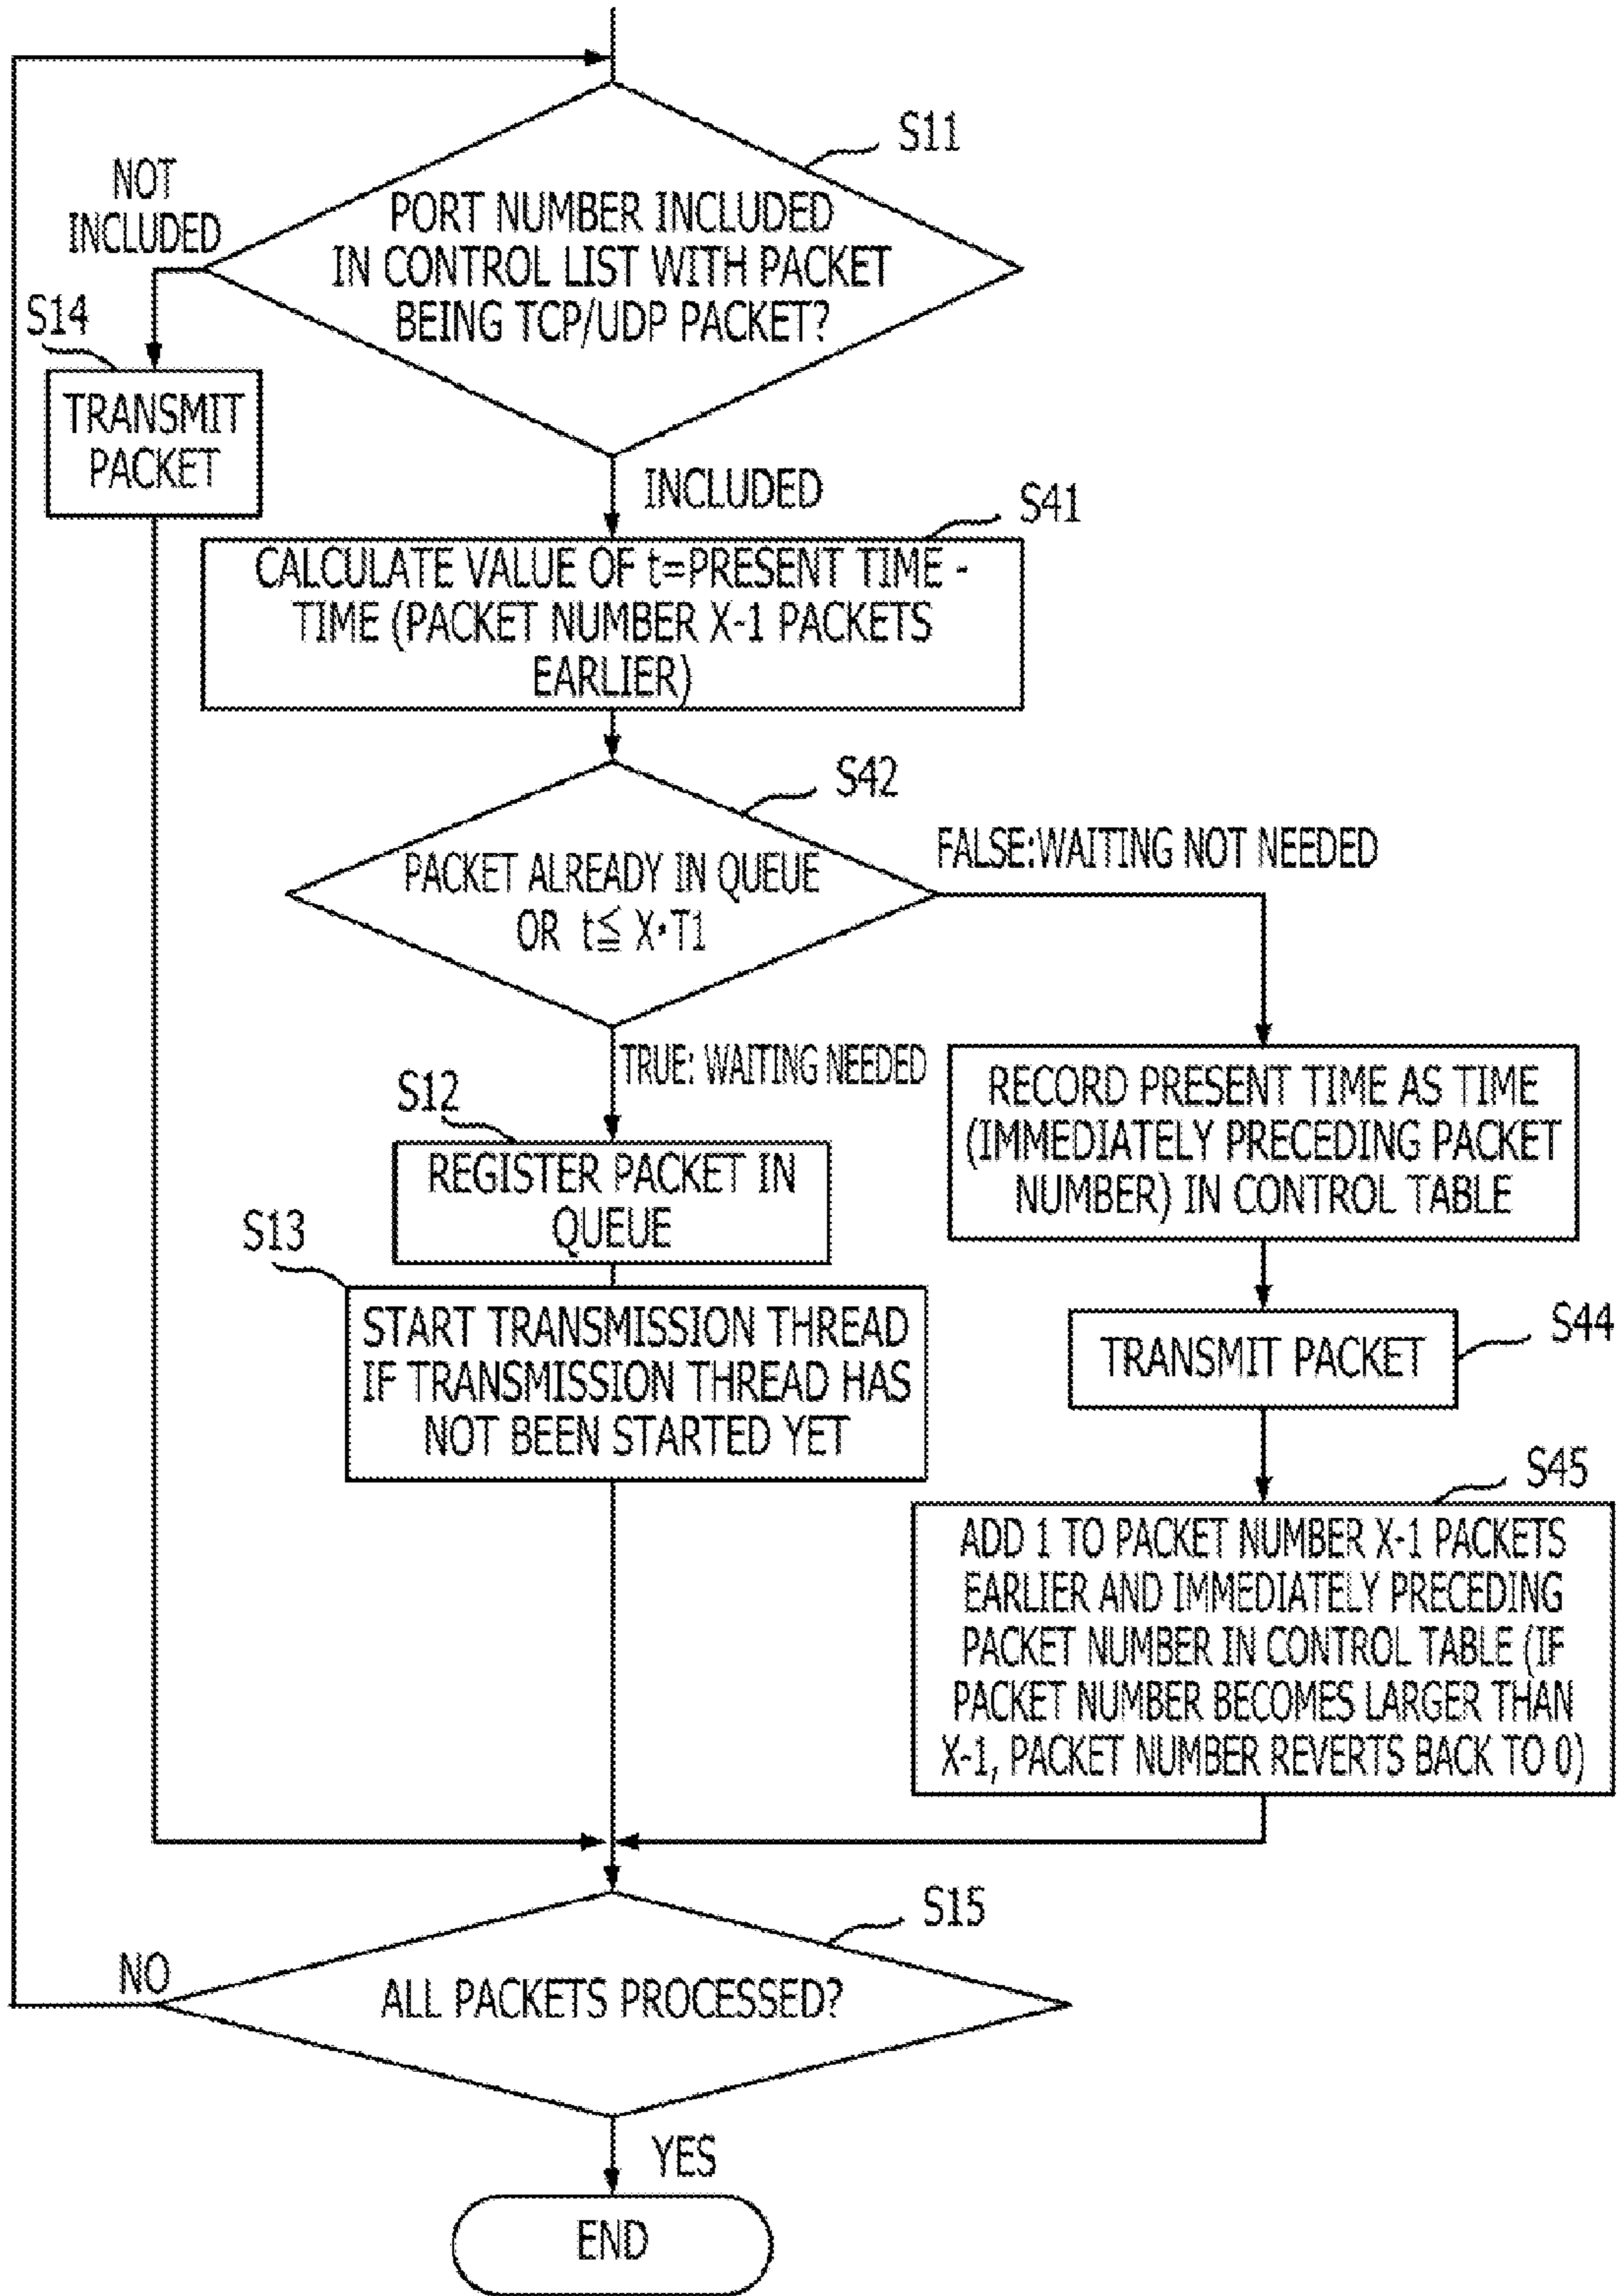 S11
NOT
INCLUDED
PORT NUMBER INCLUDED
IN CONTROL LIST WITH PACKET
BEING TCP/UDP PACKET?
S14
TRANSMIT
PACKET
INCLUDED
S41
CALCULATE VALUE OF t=PRESENT TIME -
TIME (PACKET NUMBER X-1 PACKETS
EARLIER)
S42
PACKET ALREADY IN QUEUE
OR t≦ X·T1
FALSE:WAITING NOT NEEDED
TRUE: WAITING NEEDED
S12
REGISTER PACKET IN
QUEUE
S13
START TRANSMISSION THREAD
IF TRANSMISSION THREAD HAS
NOT BEEN STARTED YET
RECORD PRESENT TIME AS TIME
(IMMEDIATELY PRECEDING PACKET
NUMBER) IN CONTROL TABLE
S44
TRANSMIT PACKET
S45
ADD 1 TO PACKET NUMBER X-1 PACKETS
EARLIER AND IMMEDIATELY PRECEDING
PACKET NUMBER IN CONTROL TABLE (IF
PACKET NUMBER BECOMES LARGER THAN
X-1, PACKET NUMBER REVERTS BACK TO 0)
S15
NO
ALL PACKETS PROCESSED?
YES
END